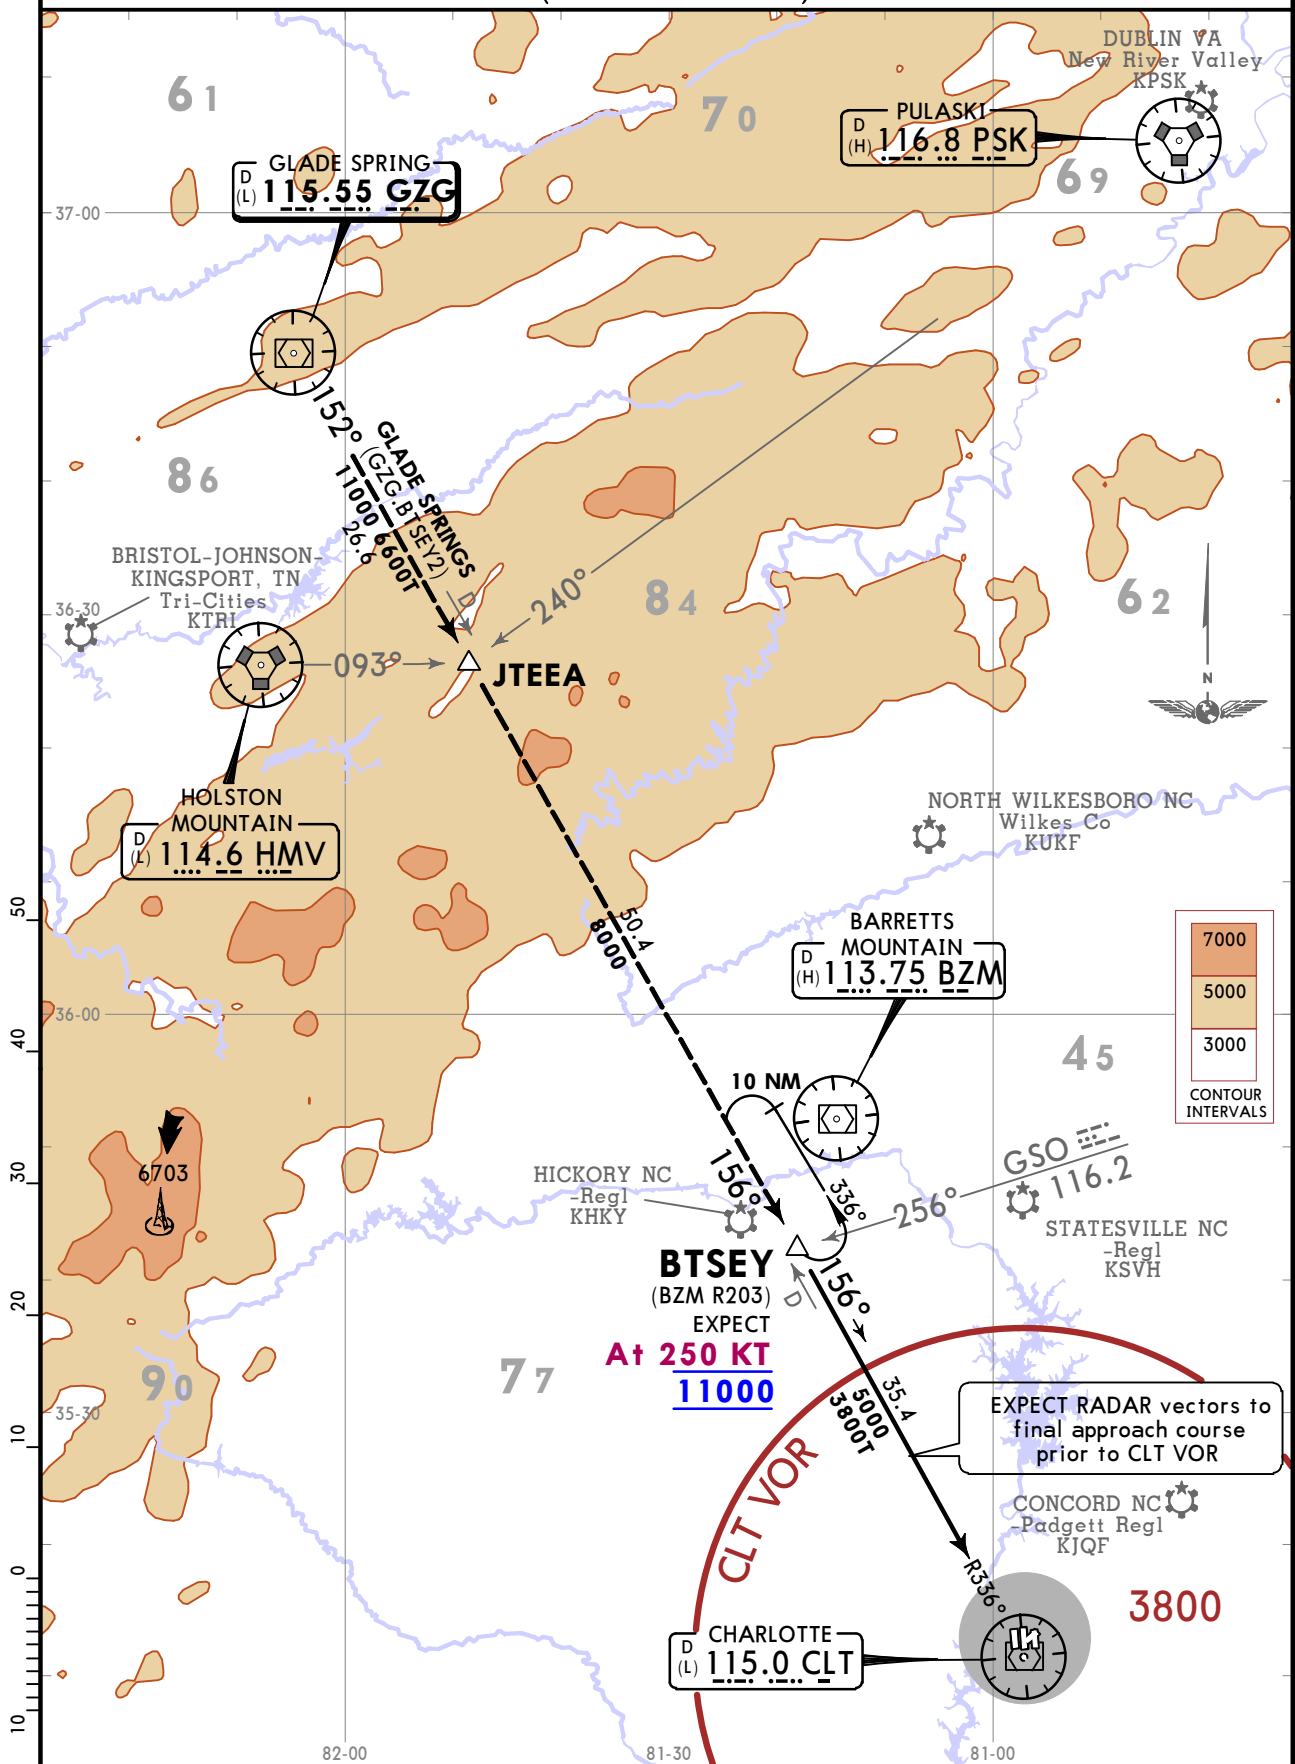 DUBLIN VA
New River Valley
KPSK
61
70
PULASKI
D
(H) 116.8 PSK
69
GLADE SPRING
D
(L) 115.55 GZG
37-00
152°
GLADE SPRINGS
(GZG.BTSEY2)
11000 6600T
26.6
D
86
BRISTOL-JOHNSON-
KINGSPORT, TN
Tri-Cities
KTRI
36-30
240°
84
62
093°
JTEEA
N
HOLSTON
MOUNTAIN
D
(L) 114.6 HMV
NORTH WILKESBORO NC
Wilkes Co
KUKF
50
50.4
8000
BARRETTS
MOUNTAIN
D
(H) 113.75 BZM
7000
5000
3000
CONTOUR
INTERVALS
36-00
40
45
10 NM
GSO
116.2
6703
30
HICKORY NC
-Regl
KHKY
156°
336°
256°
STATESVILLE NC
-Regl
KSVH
BTSEY
(BZM R203)
EXPECT
At 250 KT
11000
156°
D
20
90
77
35-30
35.4
5000
3800T
EXPECT RADAR vectors to
final approach course
prior to CLT VOR
10
CLT VOR
CONCORD NC
-Padgett Regl
KJQF
0
R336°
3800
CHARLOTTE
D
(L) 115.0 CLT
10
82-00
81-30
81-00